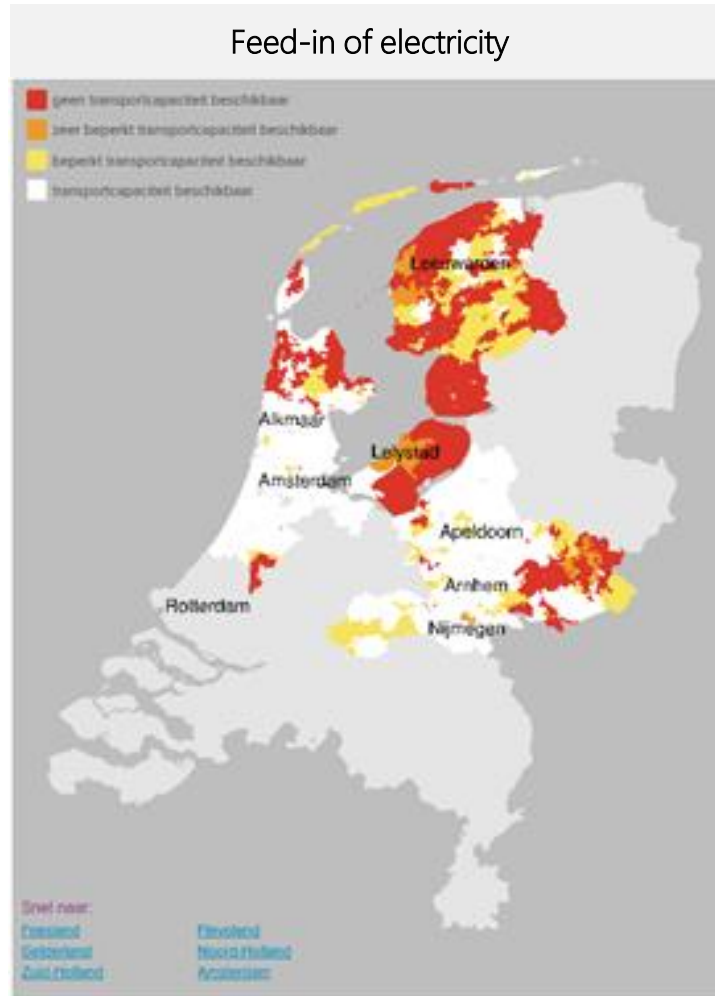 Feed-in of electricity
geen transportcapaciteit beschikbaar
zeer beperkt transportcapaciteit beschikbaar
beperkt transportcapaciteit beschikbaar
transportcapaciteit beschikbaar
Leeuwarden
Alkmaar
Lelystad
Amsterdam
Apeldoorn
Arnhem
Rotterdam
Nijmegen
Snel naar:
Friesland
Flevoland
Gelderland
Noord-Holland
Zuid-Holland
Amsterdam